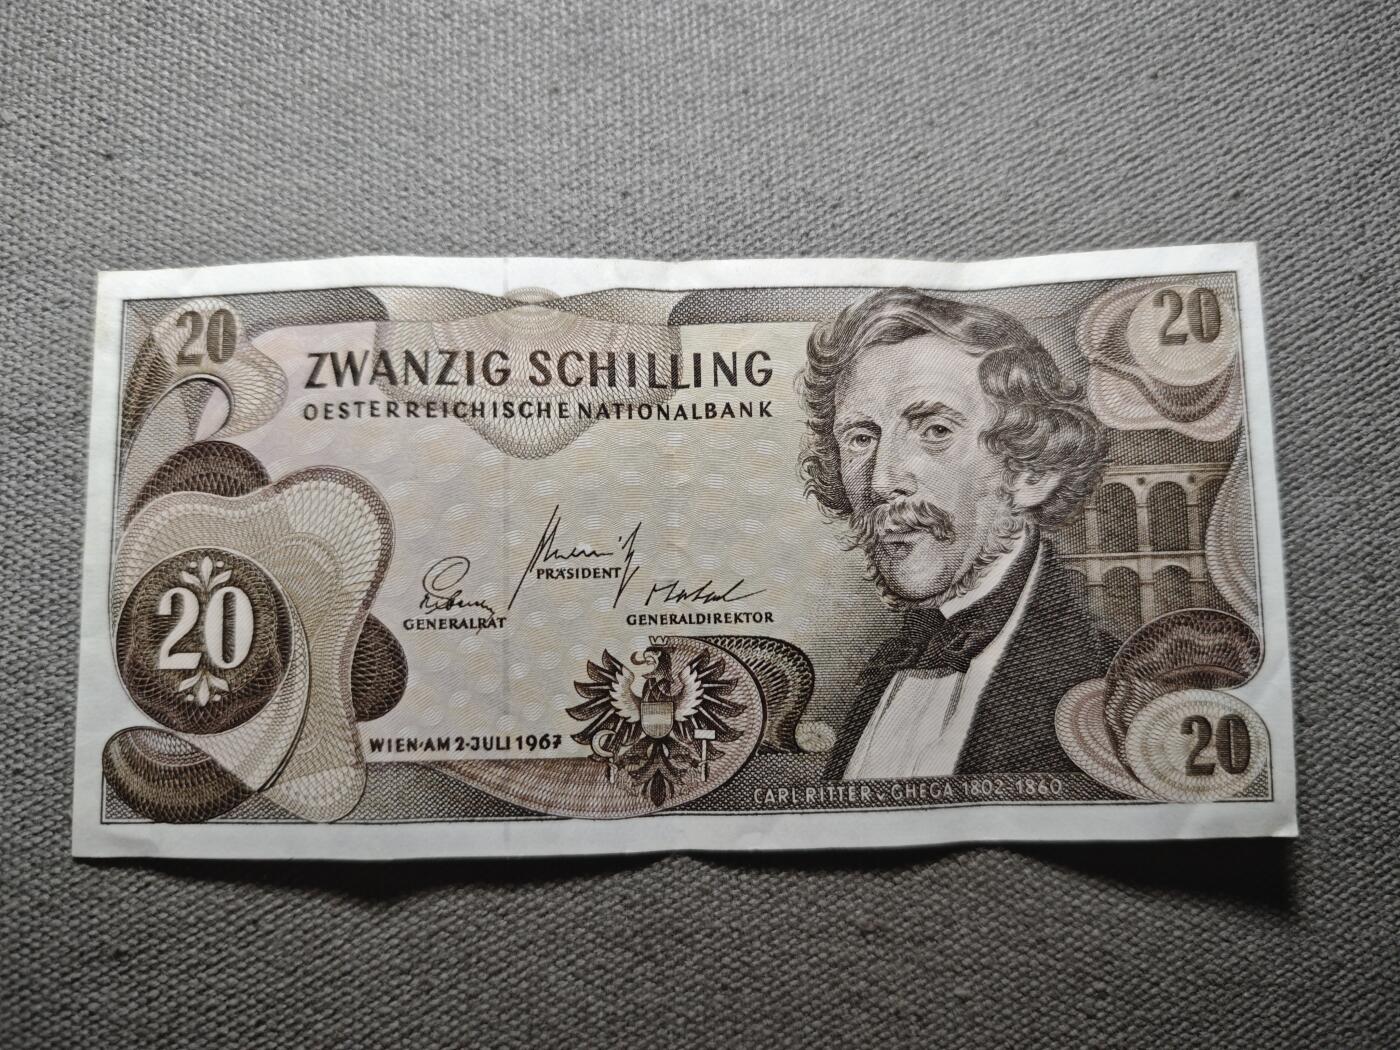 20
20
ZWANZIG SCHILLING
OESTERREICHISCHE NATIONALBANK
PRÄSIDENT
GENERALRAT
GENERALDIREKTOR
20
WIEN·AM 2·JULI 1967
20
CARL RITTER v. GHEGA 1802-1860